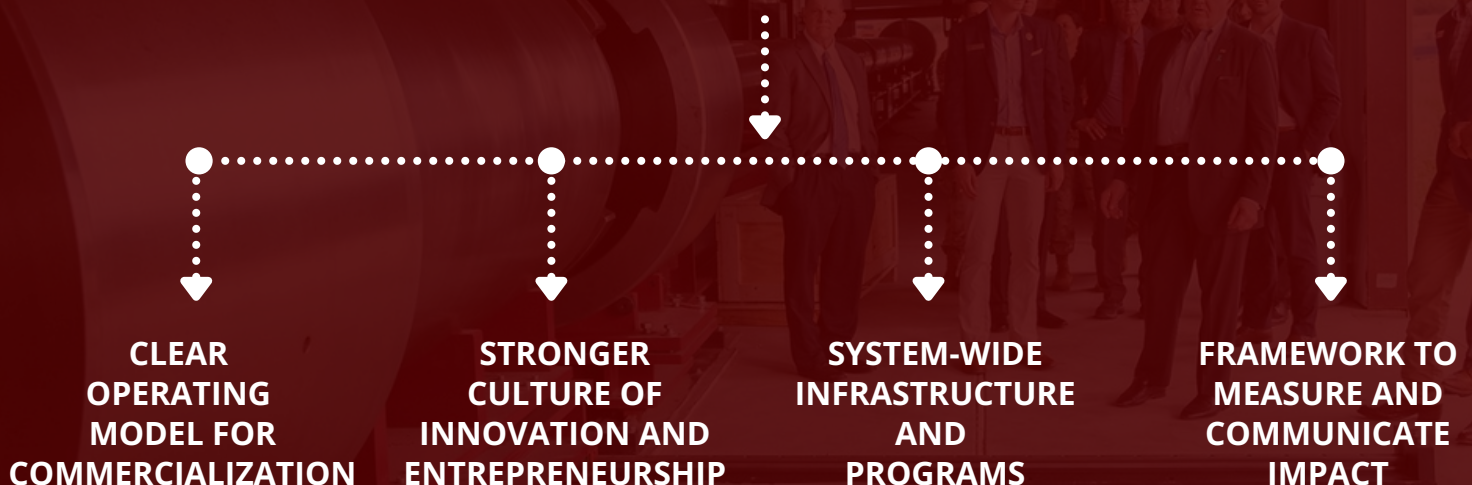 CLEAR
OPERATING
MODEL FOR
COMMERCIALIZATION
STRONGER
CULTURE OF
INNOVATION AND
ENTREPRENEURSHIP
SYSTEM-WIDE
INFRASTRUCTURE
AND
PROGRAMS
FRAMEWORK TO
MEASURE AND
COMMUNICATE
IMPACT